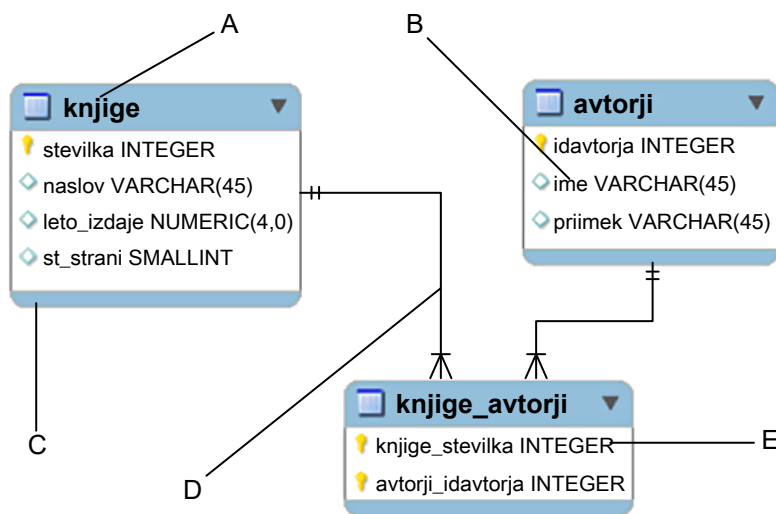 A
B
knjige
stevilka INTEGER
naslov VARCHAR(45)
leto_izdaje NUMERIC(4,0)
st_strani SMALLINT
avtorji
idavtorja INTEGER
ime VARCHAR(45)
priimek VARCHAR(45)
C
D
knjige_avtorji
knjige_stevilka INTEGER
avtorji_idavtorja INTEGER
E